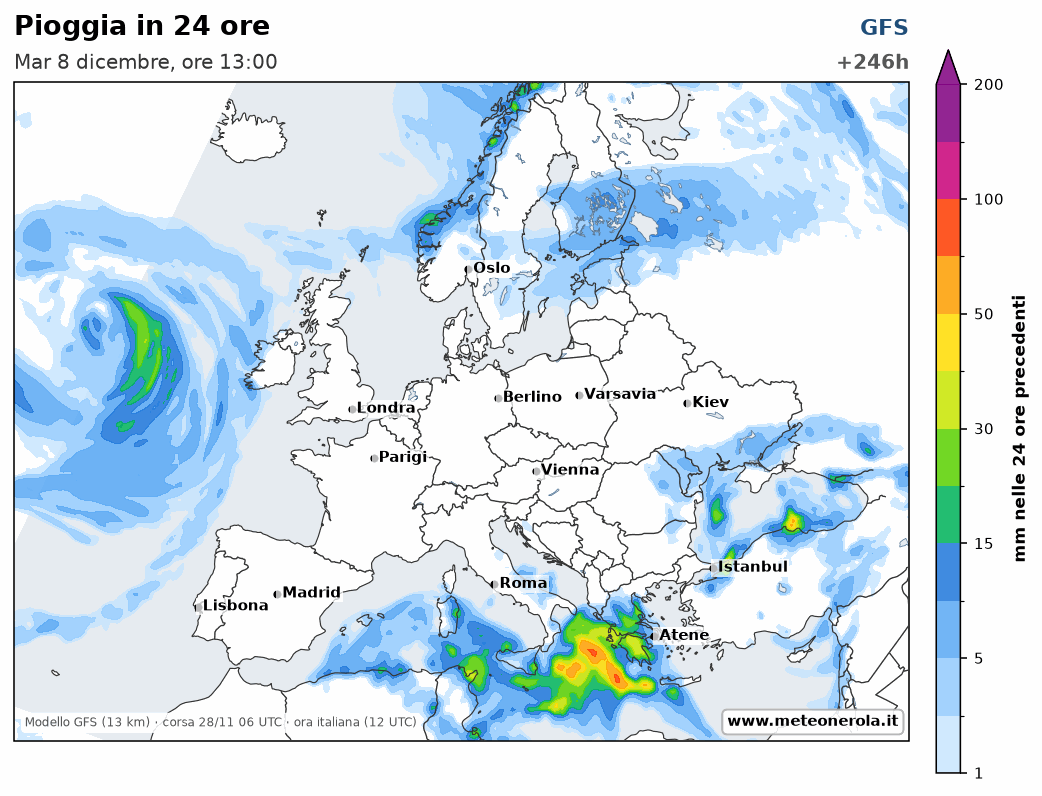 Pioggia in 24 ore
GFS
Mar 8 dicembre, ore 13:00
+246h
200
100
50
30
15
5
1
mm nelle 24 ore precedenti
Oslo
Berlino
Varsavia
Kiev
Londra
Parigi
Vienna
Istanbul
Roma
Madrid
Lisbona
Atene
Modello GFS (13 km) · corsa 28/11 06 UTC · ora italiana (12 UTC)
www.meteonerola.it